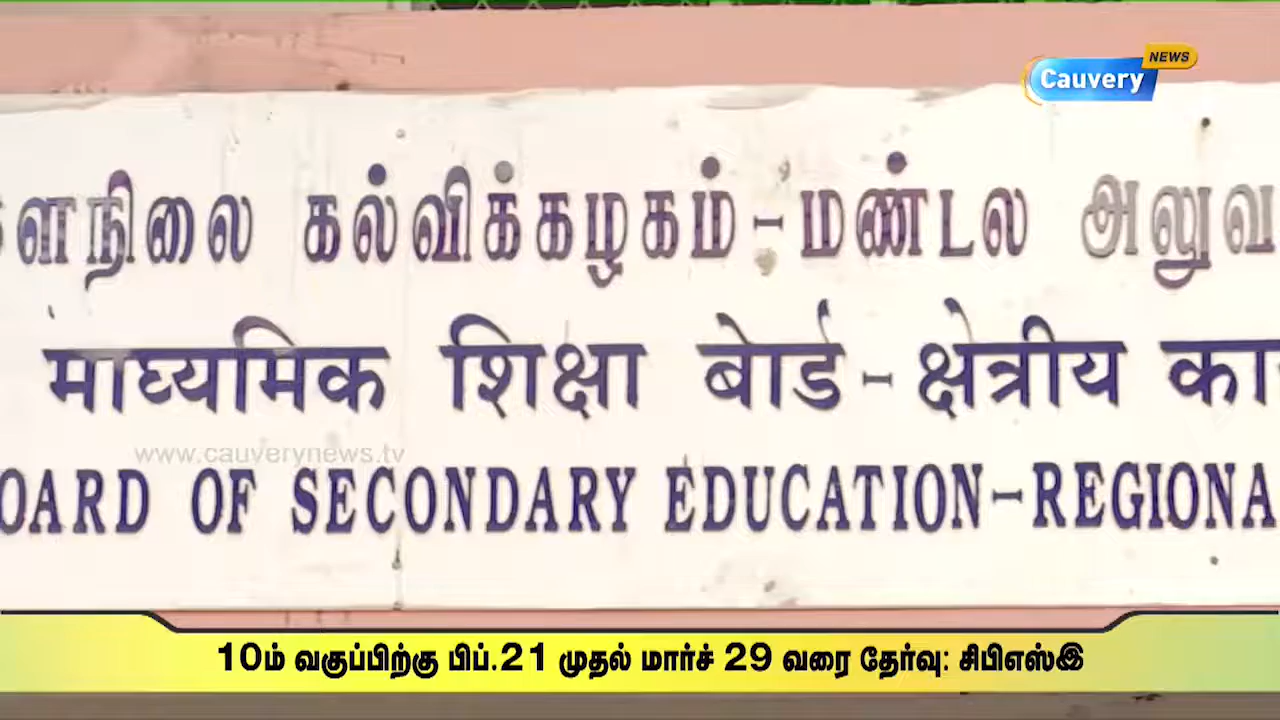 NEWS
Cauvery
ளநிலை கல்விக்கழகம் - மண்டல அலுவ
माध्यमिक शिक्षा बोर्ड - क्षेत्रीय का
www.cauverynews.tv
OARD OF SECONDARY EDUCATION-REGIONA
10ம் வகுப்பிற்கு பிப்.21 முதல் மார்ச் 29 வரை தேர்வு: சிபிஎஸ்இ